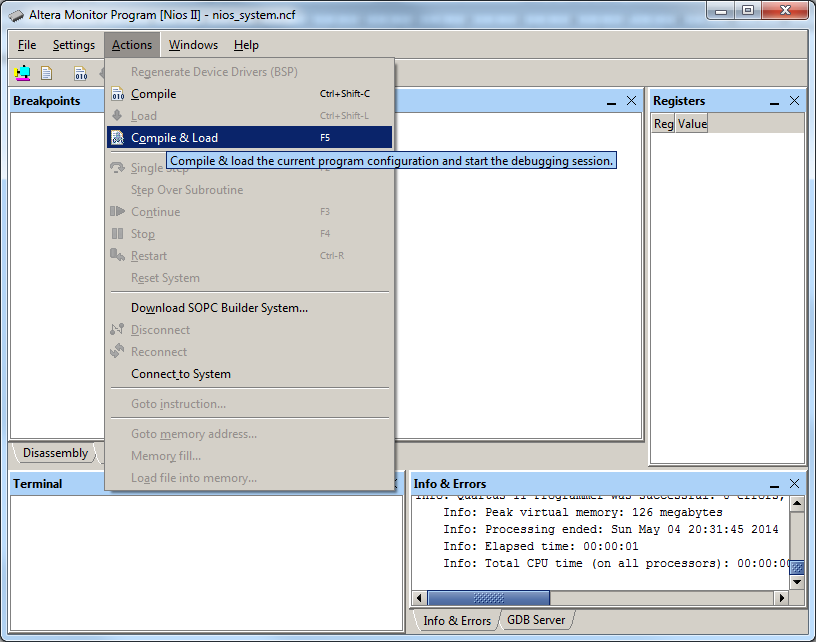 Altera Monitor Program [Nios II] - nios_system.ncf
File Settings Actions Windows Help
Regenerate Device Drivers (BSP)
Compile Ctrl+Shift-C
Load Ctrl+Shift-L
Compile & Load F5
Compile & load the current program configuration and start the debugging session.
Single Step F2
Step Over Subroutine
Continue F3
Stop F4
Restart Ctrl-R
Reset System
Download SOPC Builder System...
Disconnect
Reconnect
Connect to System
Goto instruction...
Goto memory address...
Memory fill...
Load file into memory...
Breakpoints
Registers
Reg Value
Disassembly
Terminal
Info & Errors
Info: Quartus II Programmer was successful. 0 errors,
Info: Peak virtual memory: 126 megabytes
Info: Processing ended: Sun May 04 20:31:45 2014
Info: Elapsed time: 00:00:01
Info: Total CPU time (on all processors): 00:00:00
Info & Errors GDB Server